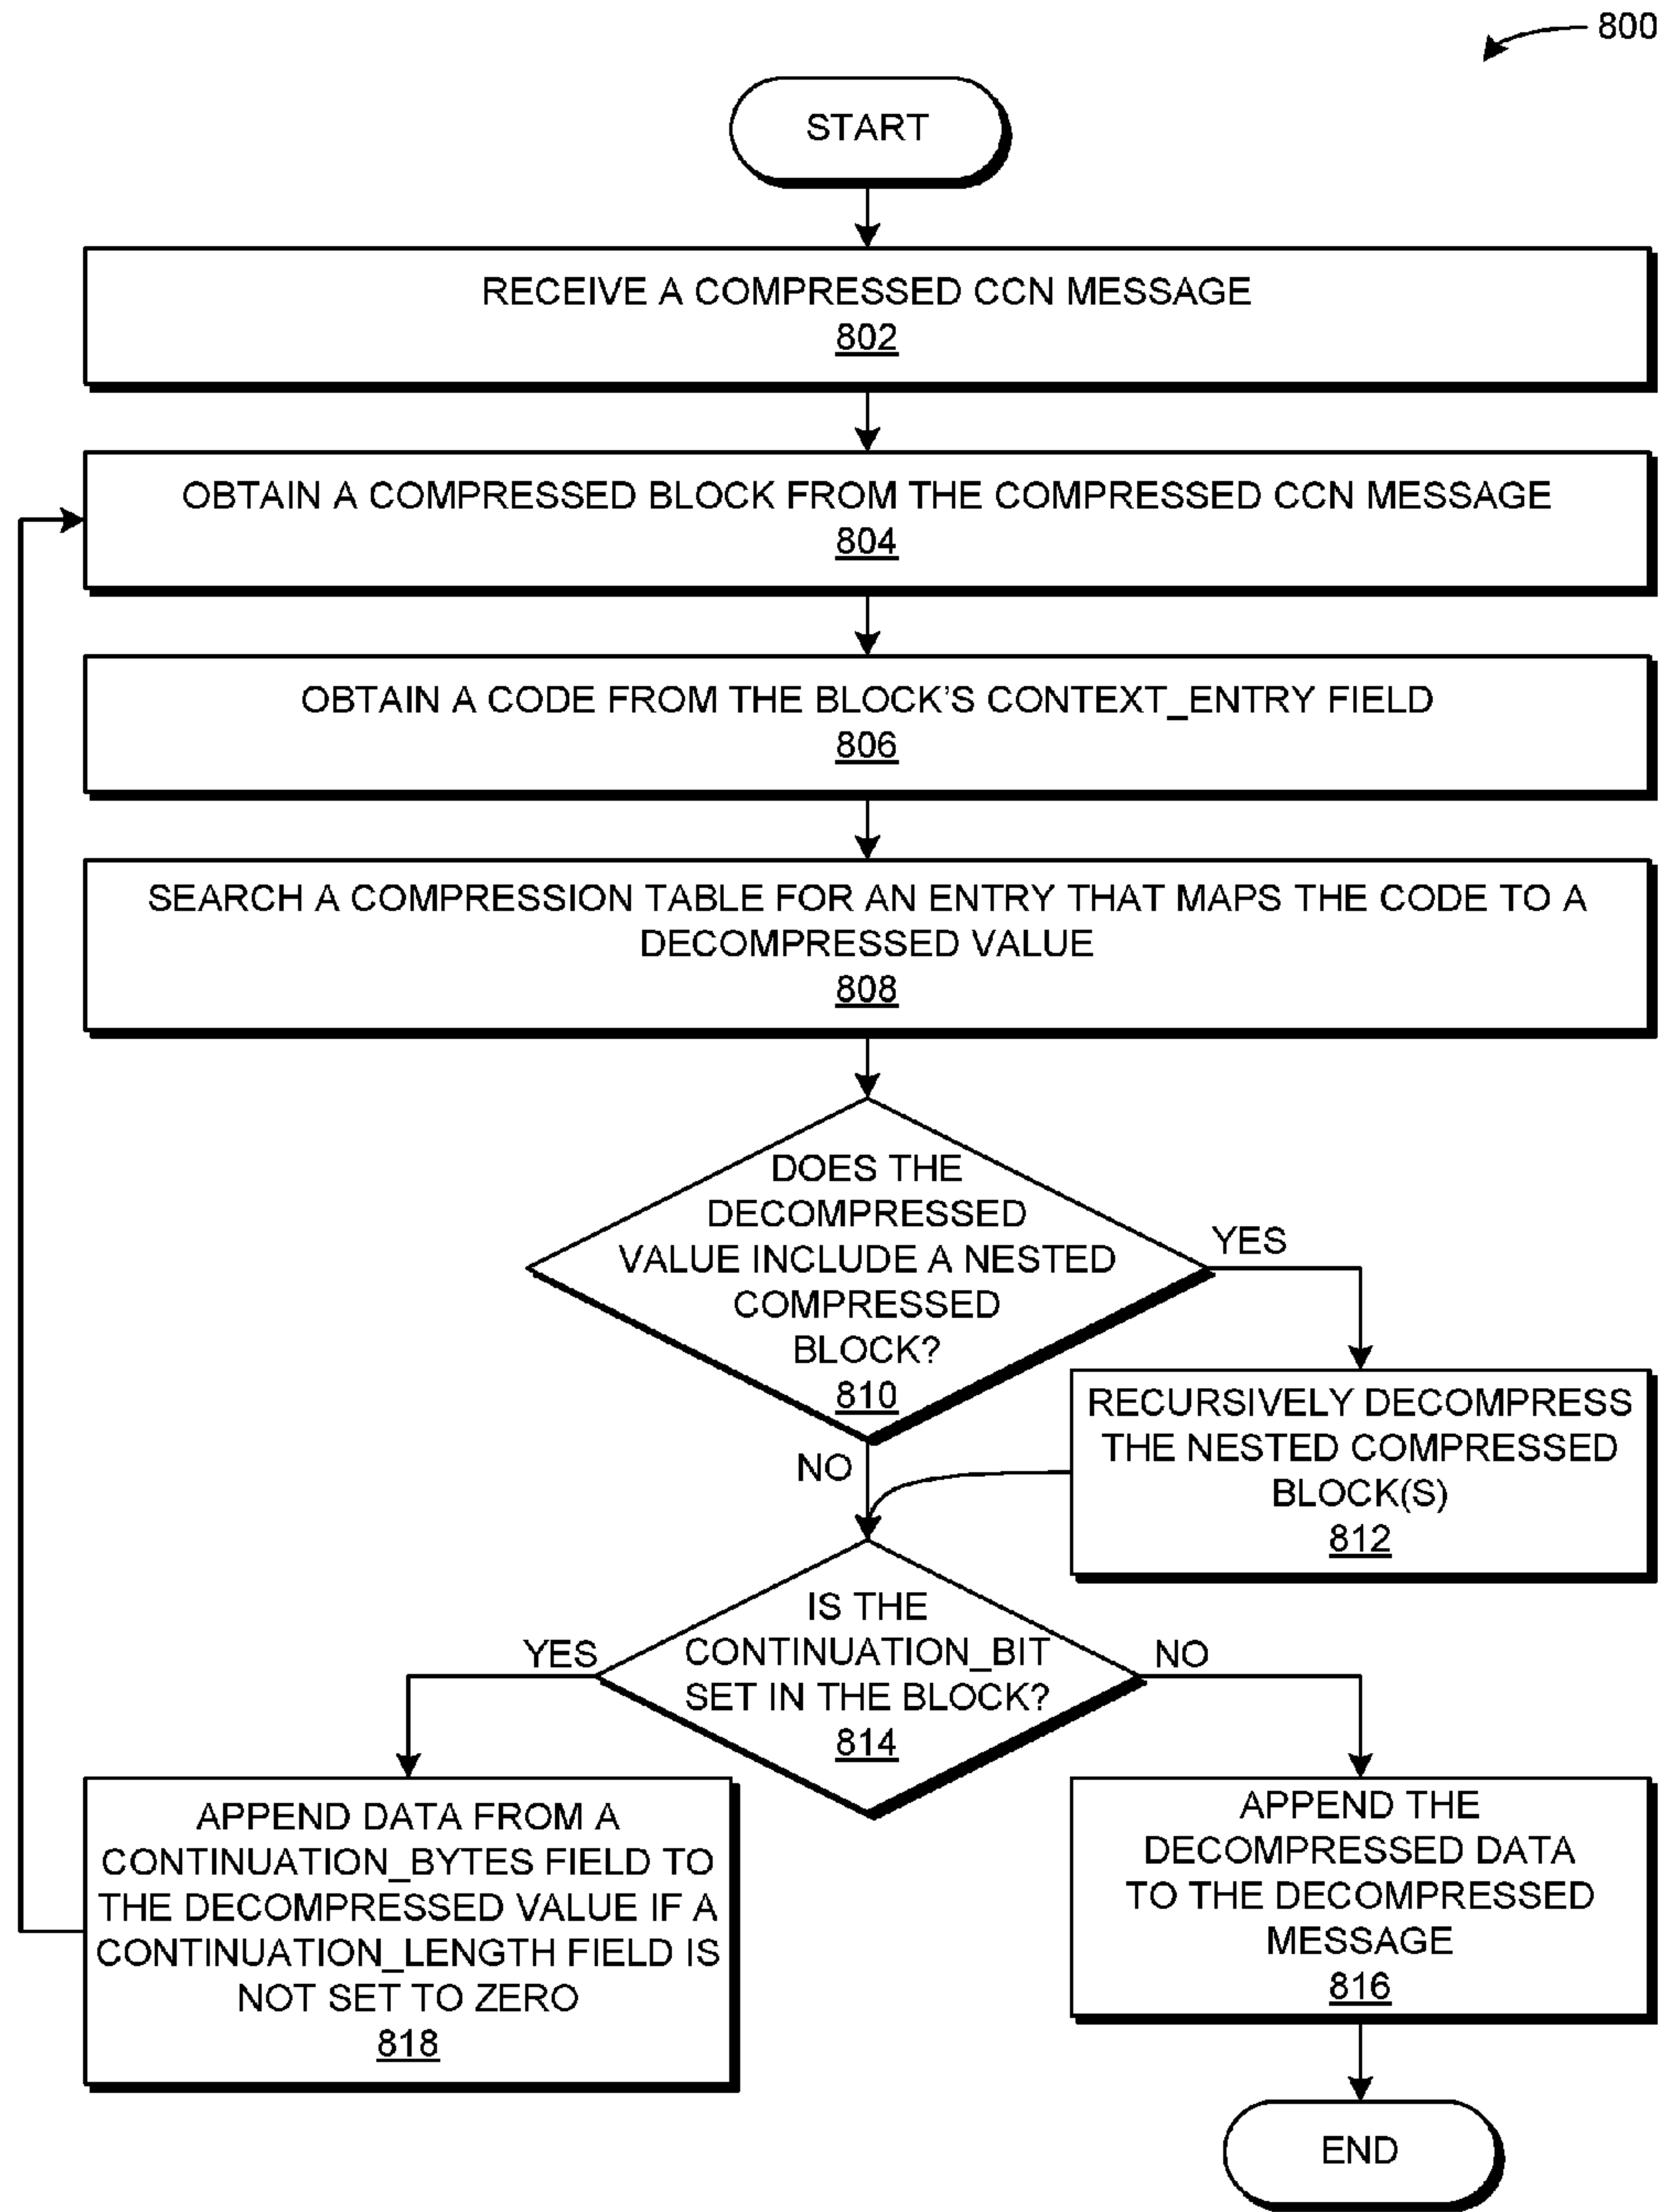 800
START
RECEIVE A COMPRESSED CCN MESSAGE
802
OBTAIN A COMPRESSED BLOCK FROM THE COMPRESSED CCN MESSAGE
804
OBTAIN A CODE FROM THE BLOCK'S CONTEXT_ENTRY FIELD
806
SEARCH A COMPRESSION TABLE FOR AN ENTRY THAT MAPS THE CODE TO A
DECOMPRESSED VALUE
808
DOES THE
DECOMPRESSED
VALUE INCLUDE A NESTED
COMPRESSED
BLOCK?
810
YES
NO
RECURSIVELY DECOMPRESS
THE NESTED COMPRESSED
BLOCK(S)
812
IS THE
CONTINUATION_BIT
SET IN THE BLOCK?
814
YES
NO
APPEND DATA FROM A
CONTINUATION_BYTES FIELD TO
THE DECOMPRESSED VALUE IF A
CONTINUATION_LENGTH FIELD IS
NOT SET TO ZERO
818
APPEND THE
DECOMPRESSED DATA
TO THE DECOMPRESSED
MESSAGE
816
END